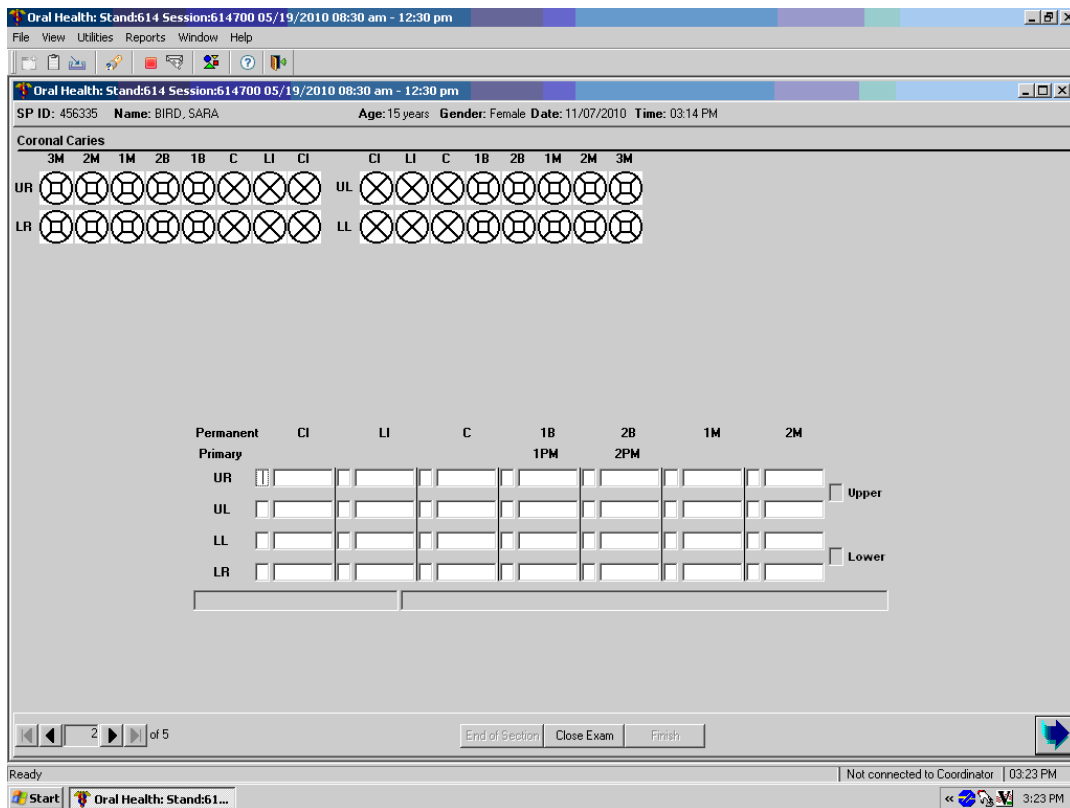 Oral Health: Stand:614 Session:614700 05/19/2010 08:30 am - 12:30 pm
File View Utilities Reports Window Help
Oral Health: Stand:614 Session:614700 05/19/2010 08:30 am - 12:30 pm
SP ID: 456335 Name: BIRD, SARA Age: 15 years Gender: Female Date: 11/07/2010 Time: 03:14 PM
Coronal Caries
3M 2M 1M 2B 1B C LI CI CI LI C 1B 2B 1M 2M 3M
UR UL
LR LL
Permanent CI LI C 1B 2B 1M 2M
Primary 1PM 2PM
UR
Upper
UL
LL
Lower
LR
2 of 5 End of Section Close Exam Finish
Ready Not connected to Coordinator 03:23 PM
Start Oral Health: Stand:61... « 3:23 PM